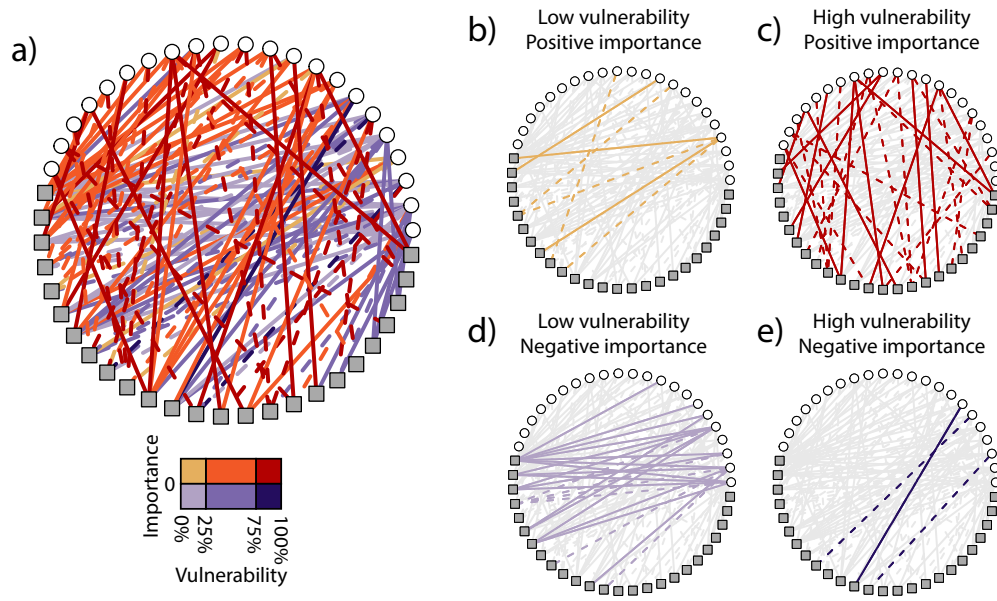 a)
b)
Low vulnerability
Positive importance
c)
High vulnerability
Positive importance
d)
Low vulnerability
Negative importance
e)
High vulnerability
Negative importance
Importance
0
0%
25%
75%
100%
Vulnerability